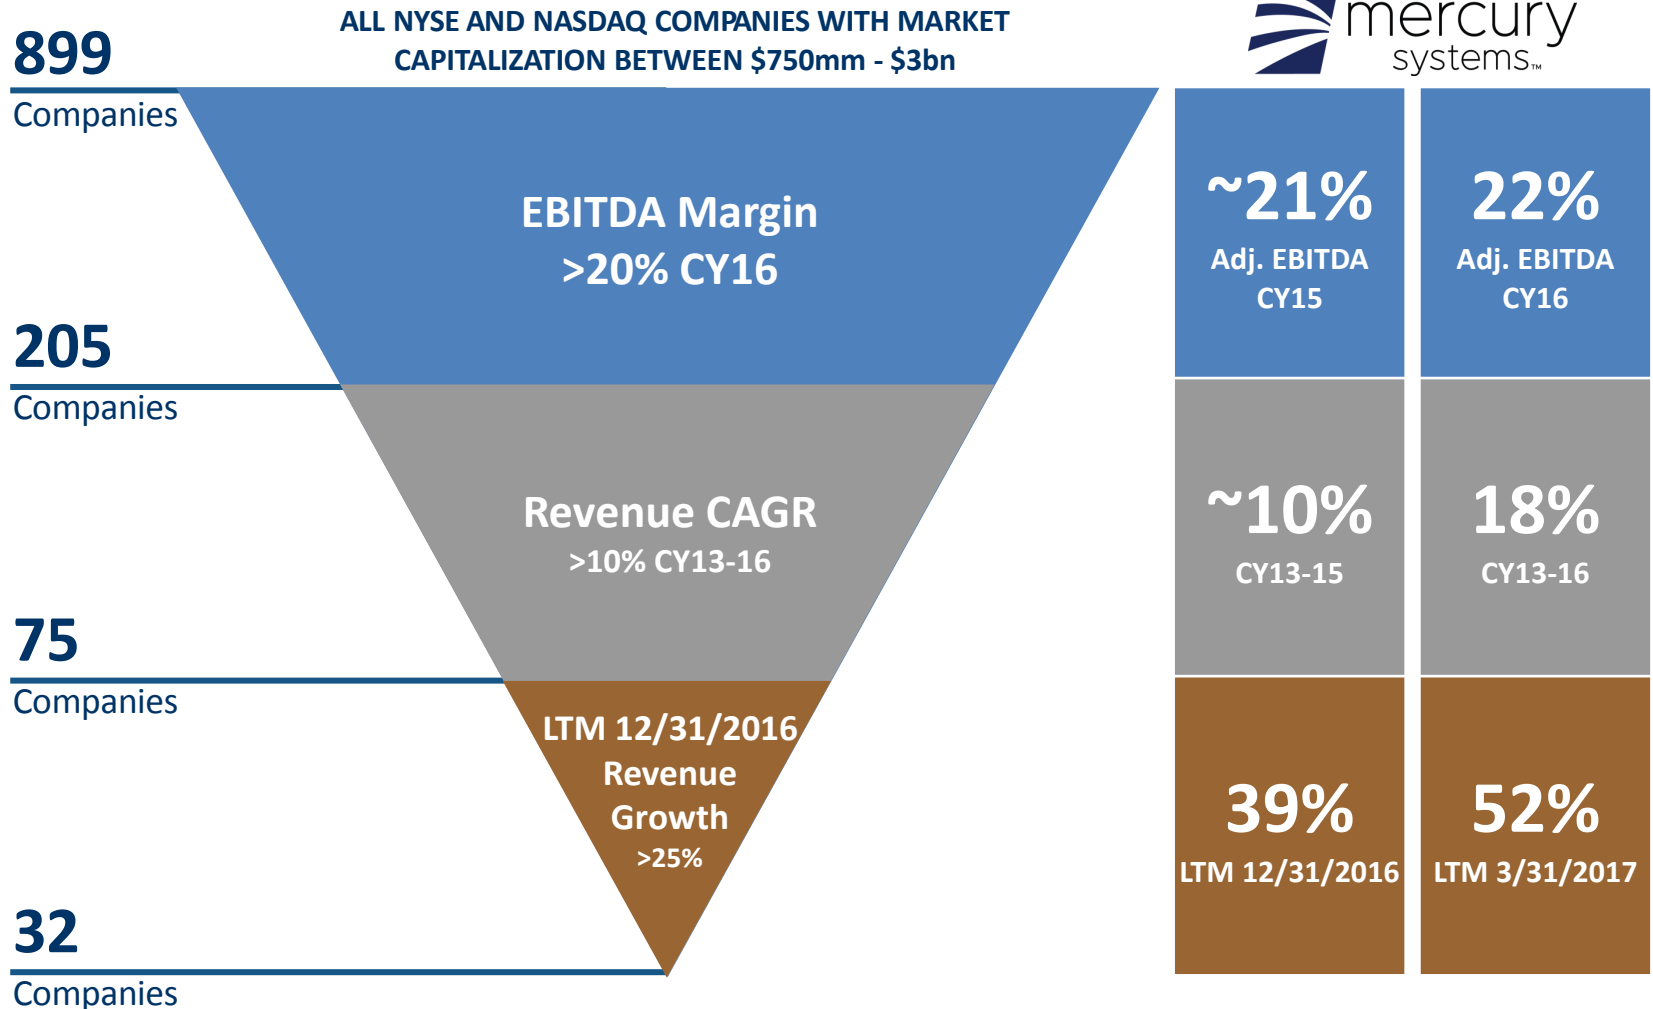 ALL NYSE AND NASDAQ COMPANIES WITH MARKET
CAPITALIZATION BETWEEN $750mm - $3bn
mercury
systems™
899
Companies
EBITDA Margin
>20% CY16
~21%
Adj. EBITDA
CY15
22%
Adj. EBITDA
CY16
205
Companies
Revenue CAGR
>10% CY13-16
~10%
CY13-15
18%
CY13-16
75
Companies
LTM 12/31/2016
Revenue
Growth
>25%
39%
LTM 12/31/2016
52%
LTM 3/31/2017
32
Companies